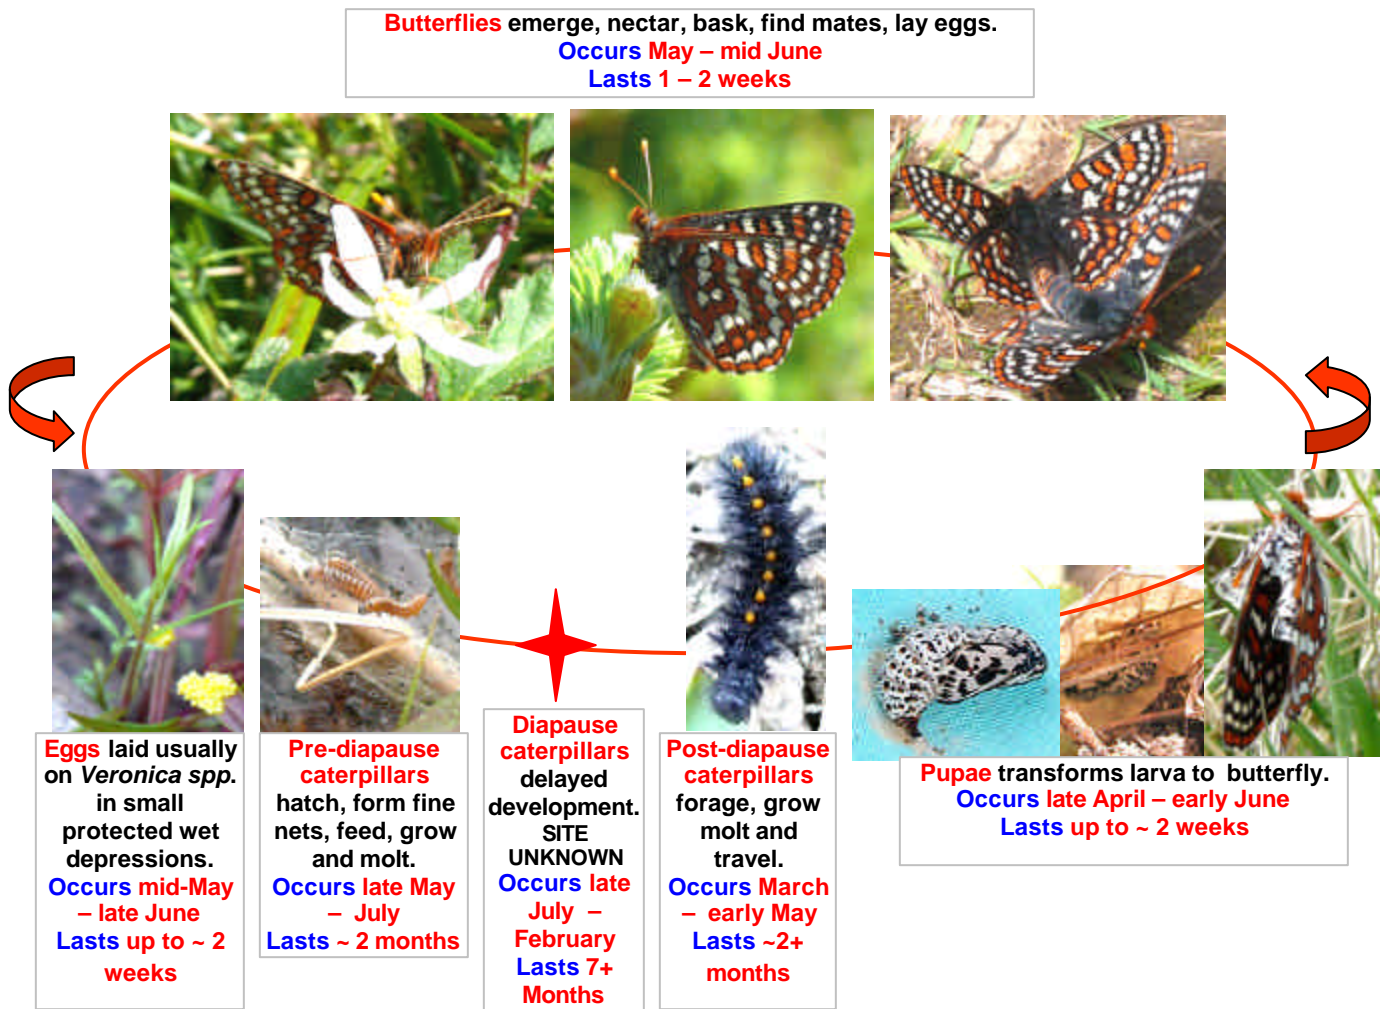 Butterflies emerge, nectar, bask, find mates, lay eggs.
Occurs May – mid June
Lasts 1 – 2 weeks
Eggs laid usually
on Veronica spp.
in small
protected wet
depressions.
Occurs mid-May
– late June
Lasts up to ~ 2
weeks
Pre-diapause
caterpillars
hatch, form fine
nets, feed, grow
and molt.
Occurs late May
– July
Lasts ~ 2 months
Diapause
caterpillars
delayed
development.
SITE
UNKNOWN
Occurs late
July –
February
Lasts 7+
Months
Post-diapause
caterpillars
forage, grow
molt and
travel.
Occurs March
– early May
Lasts ~2+
months
Pupae transforms larva to butterfly.
Occurs late April – early June
Lasts up to ~ 2 weeks